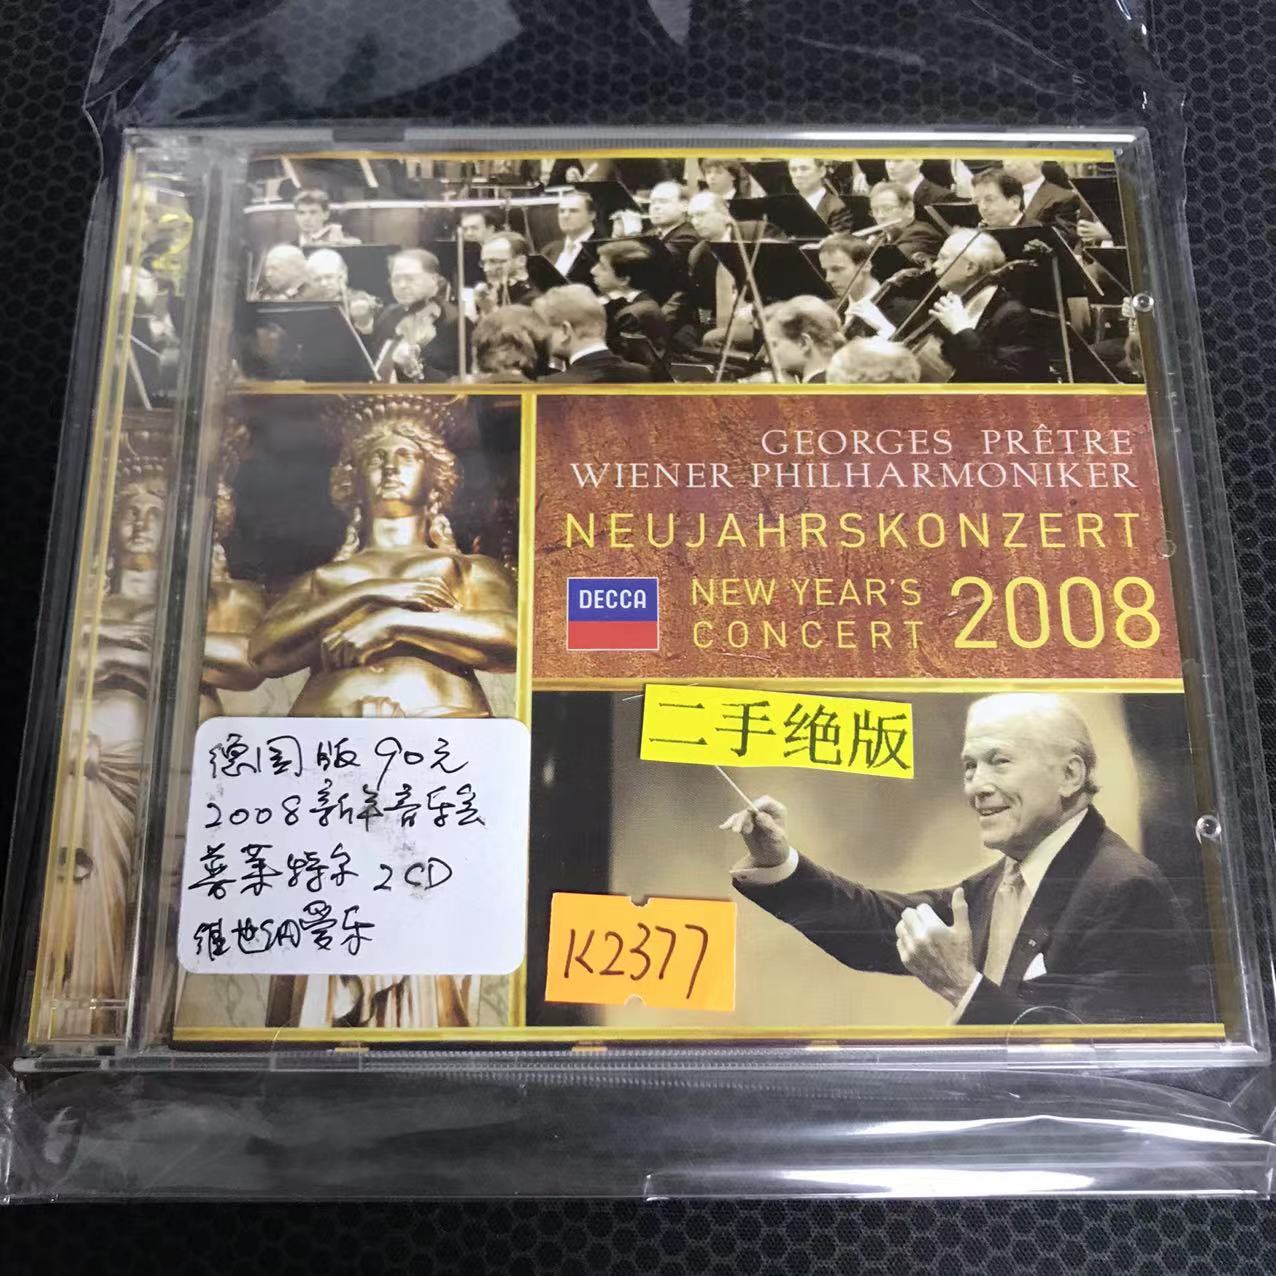 2
GEORGES PRÊTRE
WIENER PHILHARMONIKER
NEUJAHRSKONZERT
DECCA
NEW YEAR'S
CONCERT 2008
二手绝版
德国版 90元
2008新年音乐会
普莱特尔 2CD
维也纳爱乐
K2377